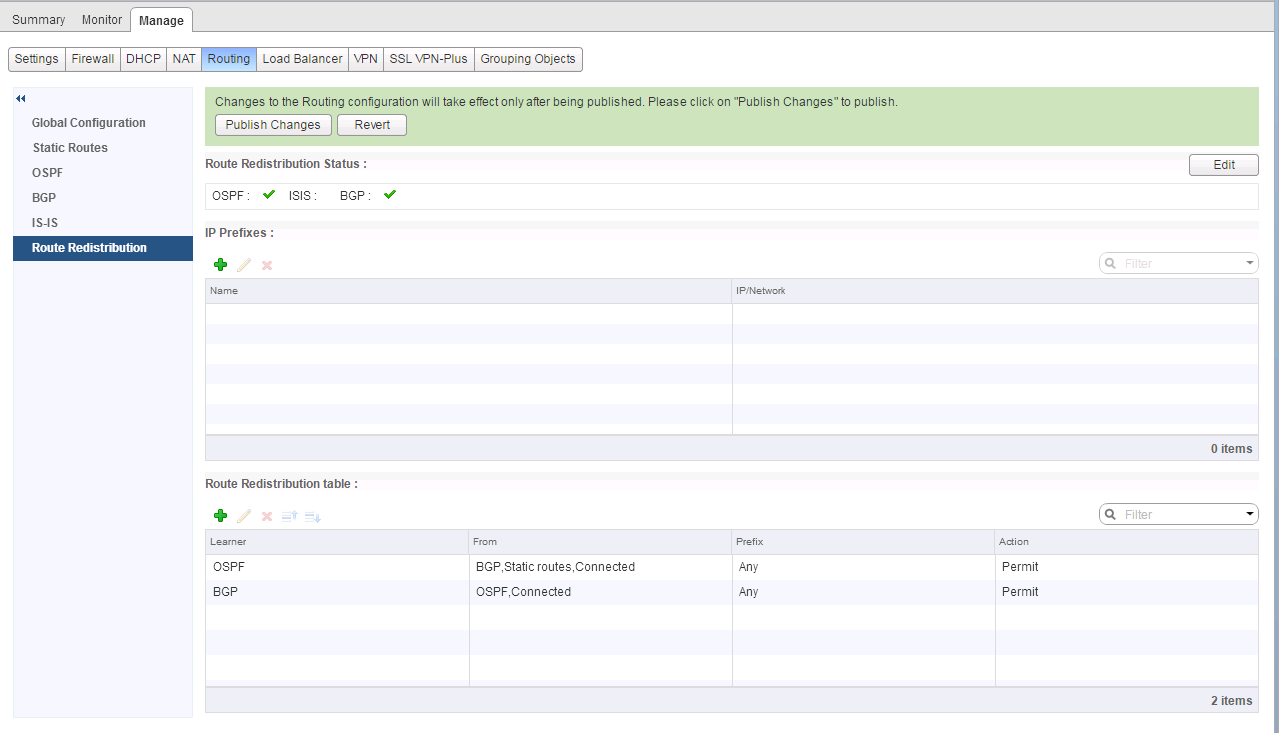 Summary Monitor Manage
Settings Firewall DHCP NAT Routing Load Balancer VPN SSL VPN-Plus Grouping Objects
Global Configuration
Static Routes
OSPF
BGP
IS-IS
Route Redistribution
Changes to the Routing configuration will take effect only after being published. Please click on "Publish Changes" to publish.
Publish Changes Revert
Route Redistribution Status :
Edit
OSPF : ISIS : BGP :
IP Prefixes :
Filter
Name IP/Network
0 items
Route Redistribution table :
Filter
Learner From Prefix Action
OSPF BGP,Static routes,Connected Any Permit
BGP OSPF,Connected Any Permit
2 items